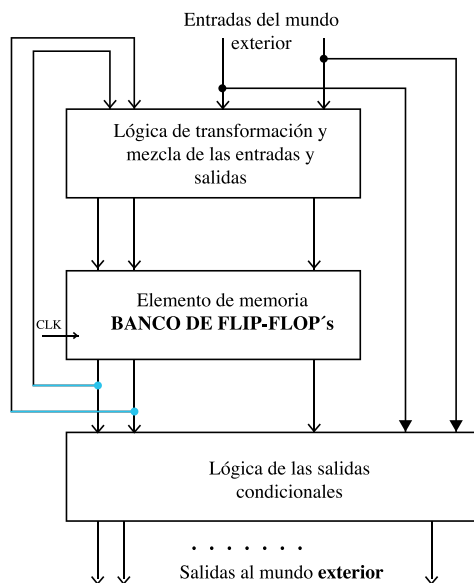 Entradas del mundo
exterior
Lógica de transformación y
mezcla de las entradas y
salidas
Elemento de memoria
BANCO DE FLIP-FLOP´s
CLK
Lógica de las salidas
condicionales
. . . . . . .
Salidas al mundo exterior